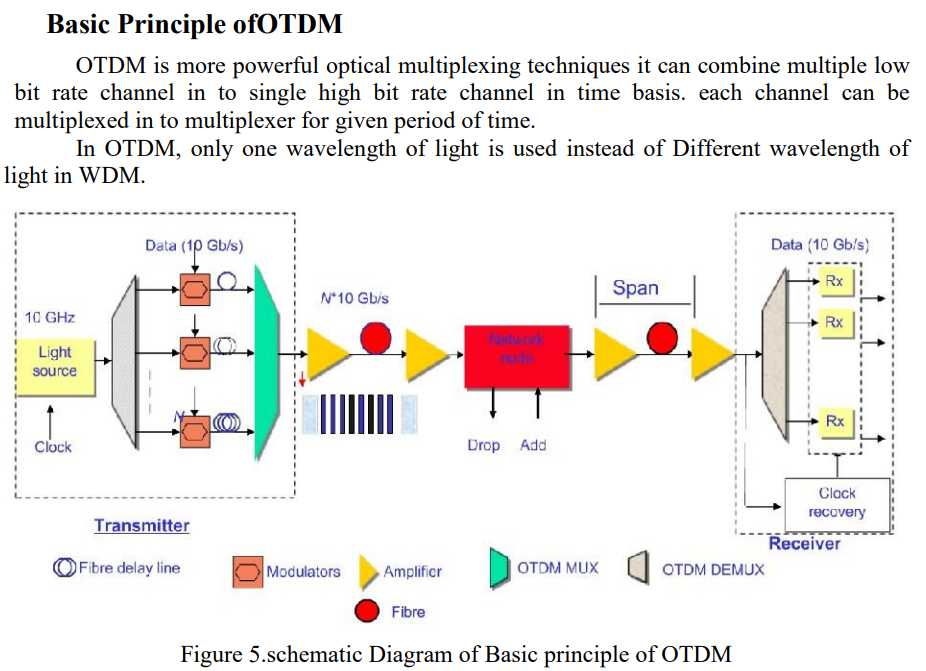 Basic Principle ofOTDM
OTDM is more powerful optical multiplexing techniques it can combine multiple low
bit rate channel in to single high bit rate channel in time basis. each channel can be
multiplexed in to multiplexer for given period of time.
In OTDM, only one wavelength of light is used instead of Different wavelength of
light in WDM.
Data (10 Gb/s)
Data (10 Gb/s)
N*10 Gb/s
Span
10 GHz
Light
source
Clock
N
Network
node
Drop Add
Rx
Rx
Rx
Clock
recovery
Transmitter
Receiver
Fibre delay line
Modulators
Amplifier
OTDM MUX
OTDM DEMUX
Fibre
Figure 5.schematic Diagram of Basic principle of OTDM